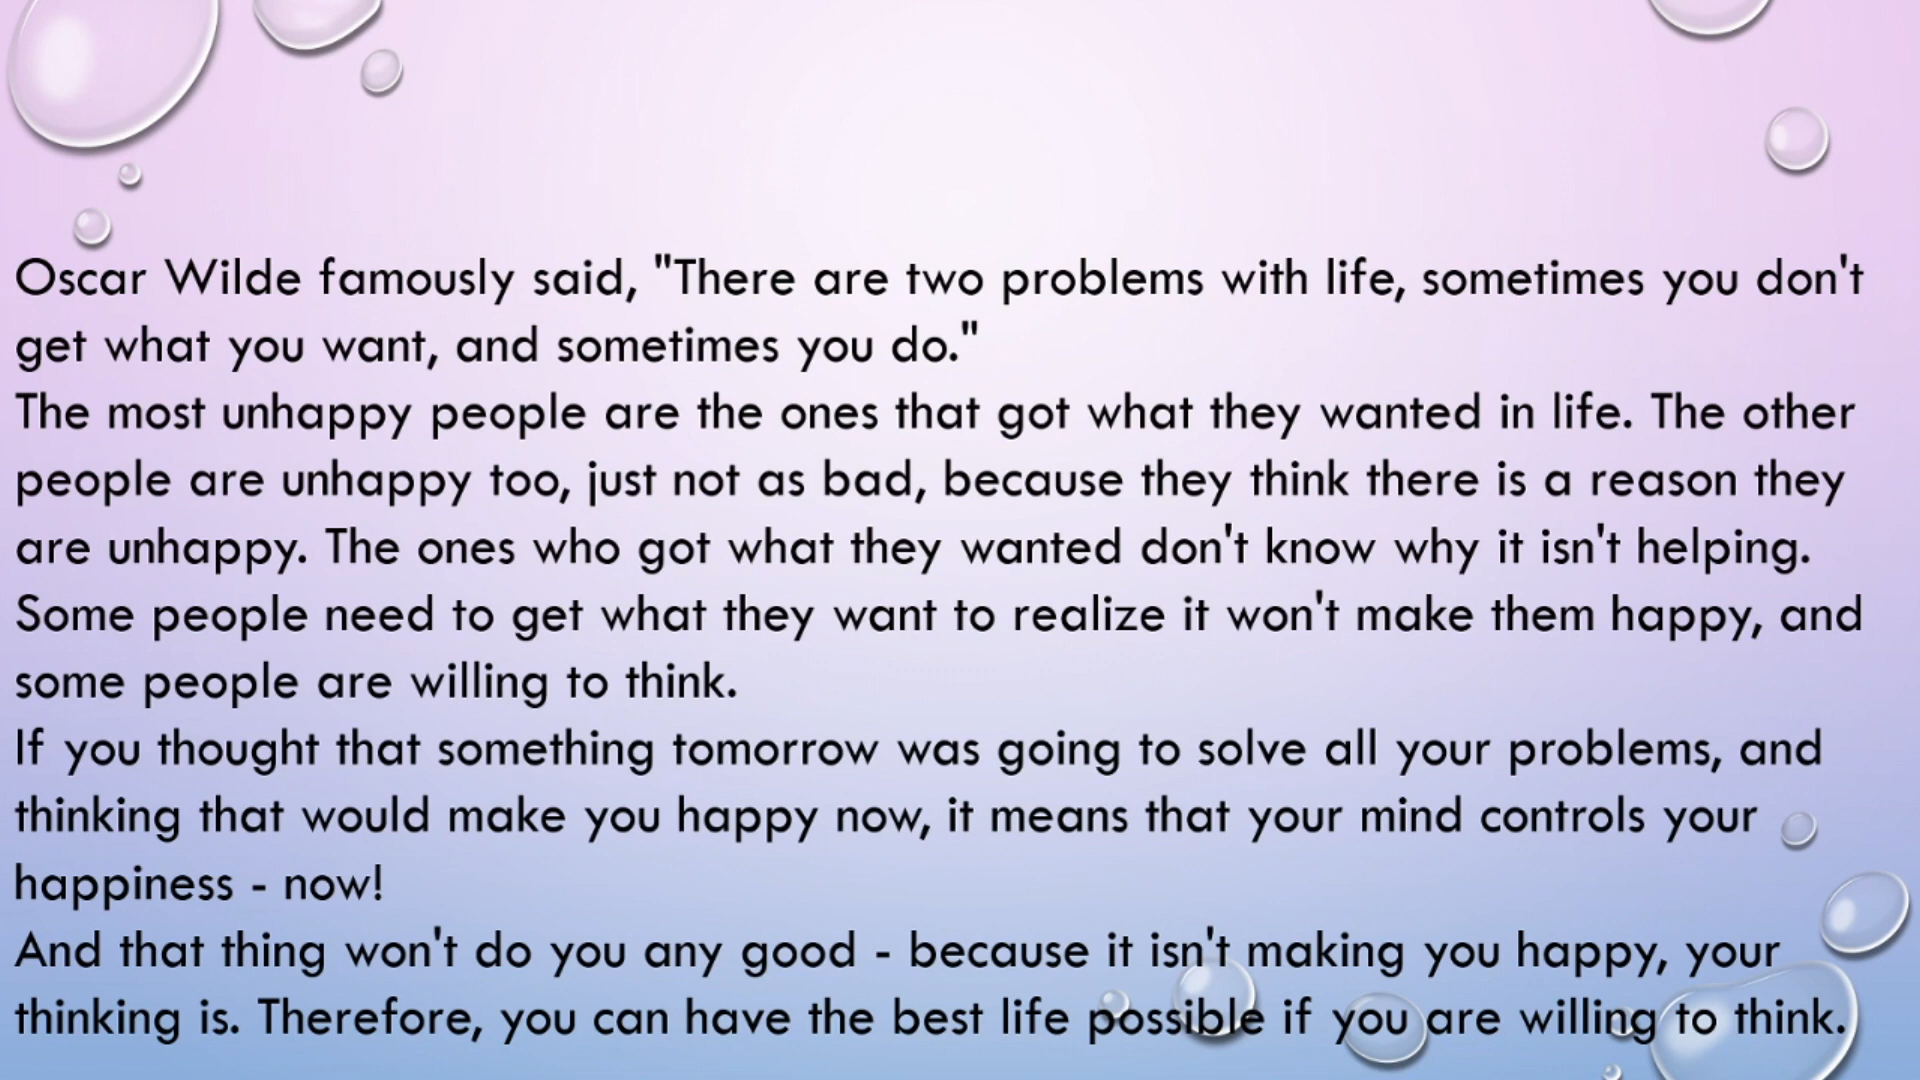 Oscar Wilde famously said, "There are two problems with life, sometimes you don't
get what you want, and sometimes you do."
The most unhappy people are the ones that got what they wanted in life. The other
people are unhappy too, just not as bad, because they think there is a reason they
are unhappy. The ones who got what they wanted don't know why it isn't helping.
Some people need to get what they want to realize it won't make them happy, and
some people are willing to think.
If you thought that something tomorrow was going to solve all your problems, and
thinking that would make you happy now, it means that your mind controls your
happiness - now!
And that thing won't do you any good - because it isn't making you happy, your
thinking is. Therefore, you can have the best life possible if you are willing to think.